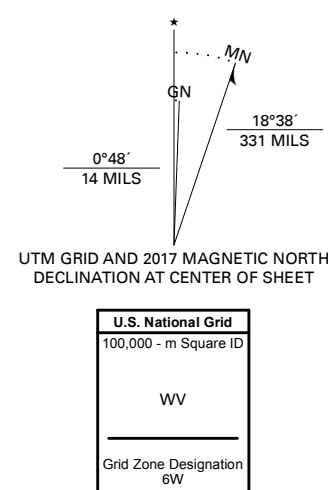 MN
GN
18°38´
331 MILS
0°48´
14 MILS
UTM GRID AND 2017 MAGNETIC NORTH
DECLINATION AT CENTER OF SHEET
U.S. National Grid
100,000 - m Square ID
WV
Grid Zone Designation
6W